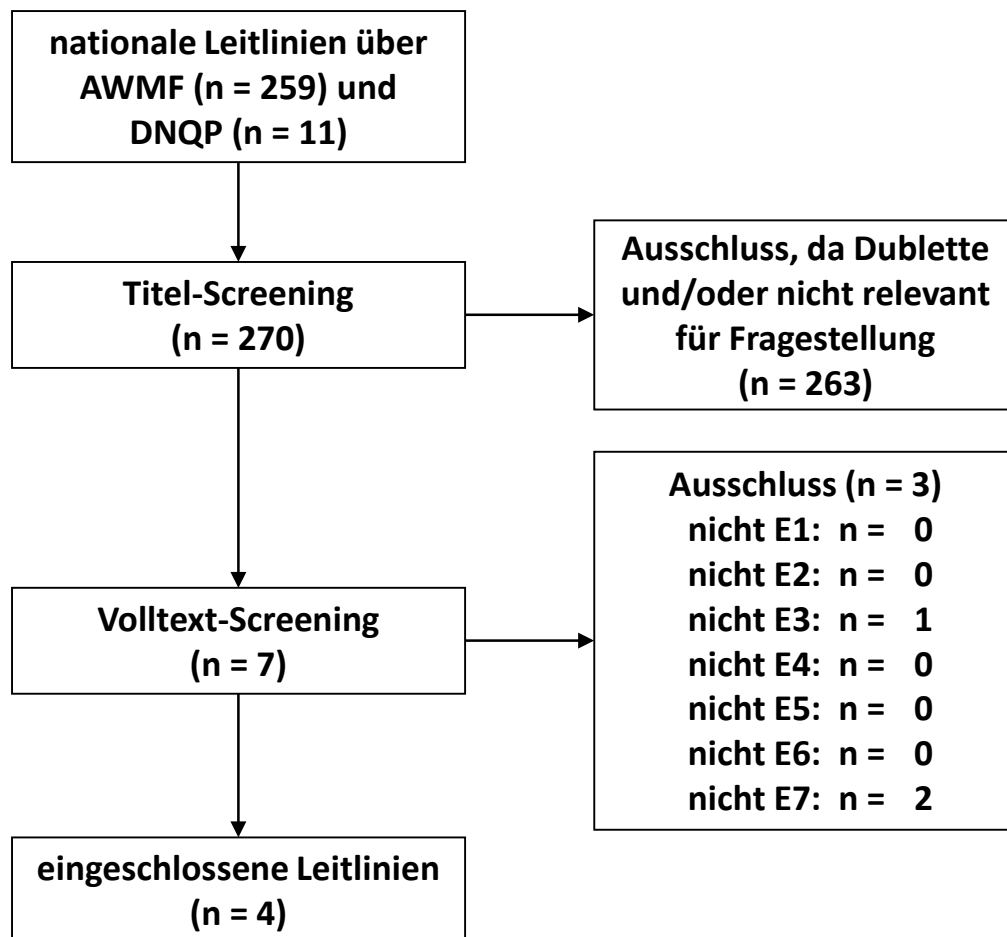 nationale Leitlinien über
AWMF (n = 259) und
DNQP (n = 11)
Titel-Screening
(n = 270)
Ausschluss, da Dublette
und/oder nicht relevant
für Fragestellung
(n = 263)
Volltext-Screening
(n = 7)
Ausschluss (n = 3)
nicht E1: n = 0
nicht E2: n = 0
nicht E3: n = 1
nicht E4: n = 0
nicht E5: n = 0
nicht E6: n = 0
nicht E7: n = 2
eingeschlossene Leitlinien
(n = 4)